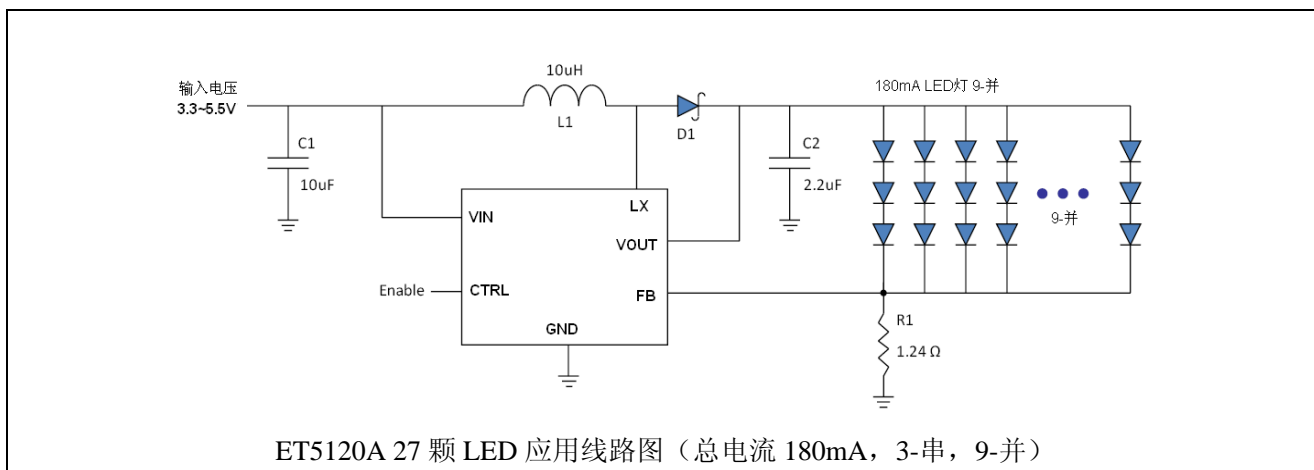 10uH
输入电压
3.3~5.5V
180mA LED灯 9-并
L1
D1
C1
10uF
C2
2.2uF
LX
VIN
VOUT
9-并
Enable
CTRL
FB
GND
R1
1.24 Ω
ET5120A 27 颗 LED 应用线路图（总电流 180mA，3-串，9-并）